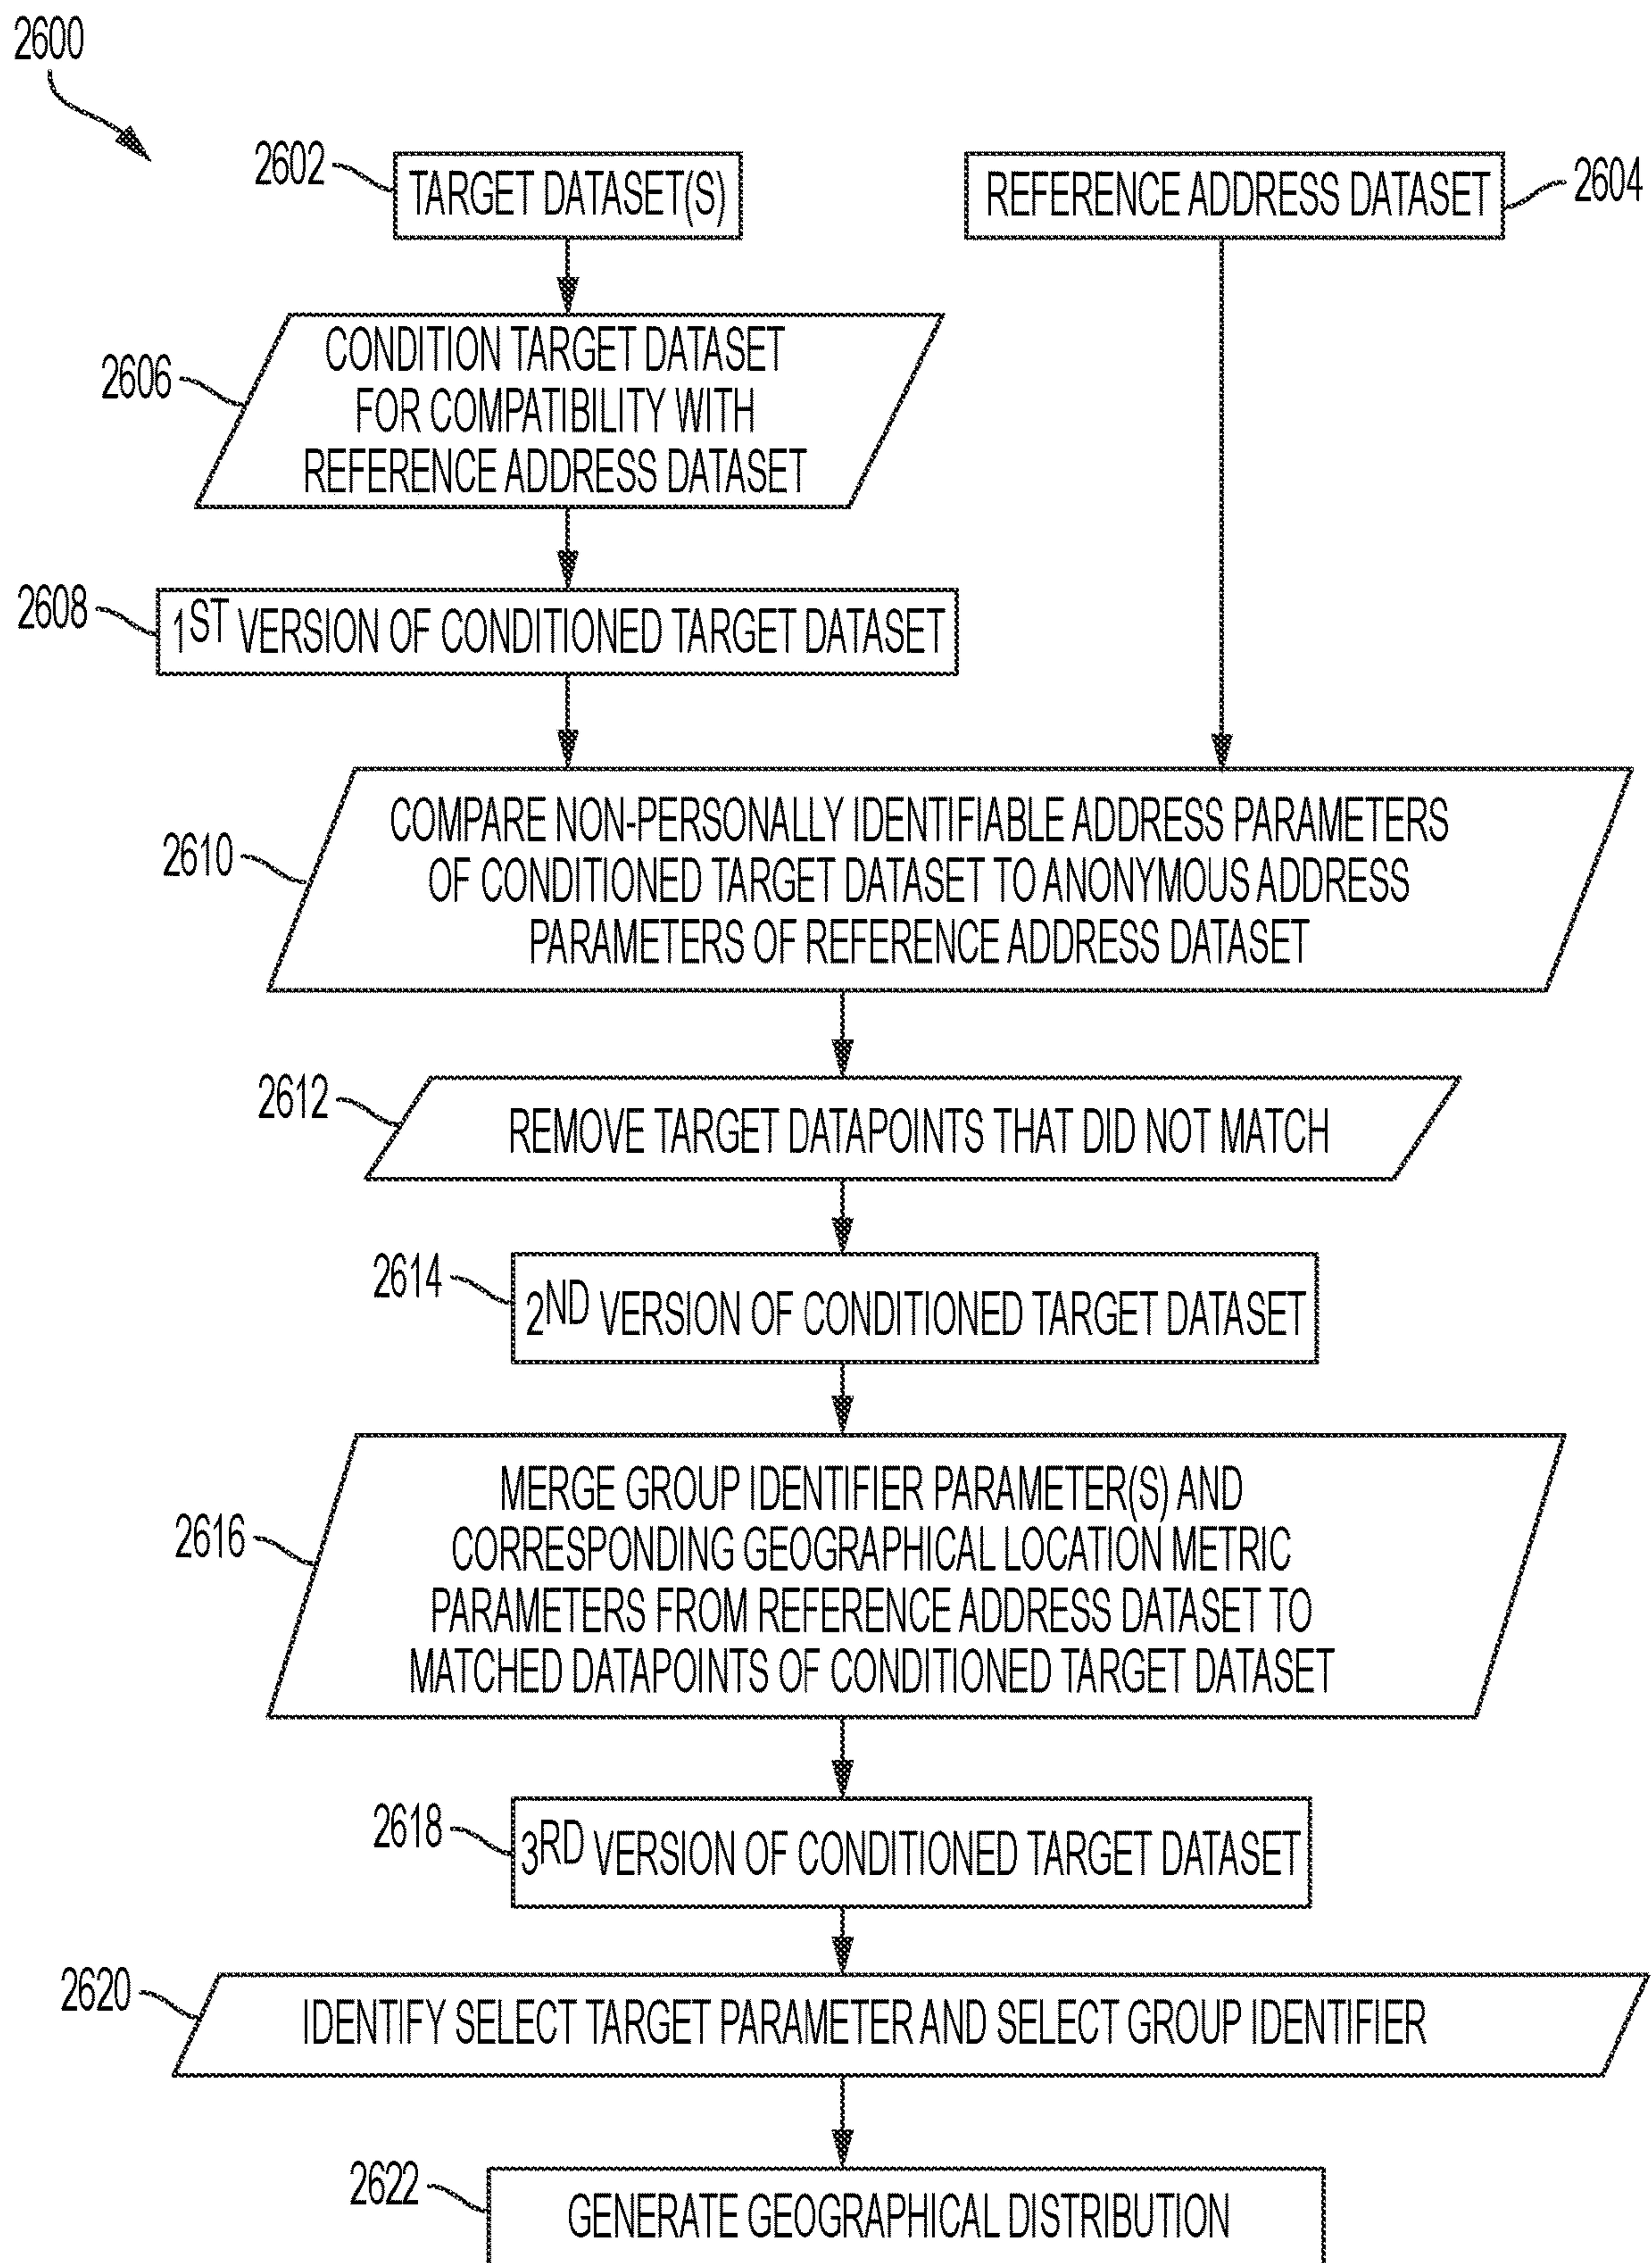 2600
2602
TARGET DATASET(S)
REFERENCE ADDRESS DATASET
2604
2606
CONDITION TARGET DATASET
FOR COMPATIBILITY WITH
REFERENCE ADDRESS DATASET
2608
1ST VERSION OF CONDITIONED TARGET DATASET
2610
COMPARE NON-PERSONALLY IDENTIFIABLE ADDRESS PARAMETERS
OF CONDITIONED TARGET DATASET TO ANONYMOUS ADDRESS
PARAMETERS OF REFERENCE ADDRESS DATASET
2612
REMOVE TARGET DATAPOINTS THAT DID NOT MATCH
2614
2ND VERSION OF CONDITIONED TARGET DATASET
2616
MERGE GROUP IDENTIFIER PARAMETER(S) AND
CORRESPONDING GEOGRAPHICAL LOCATION METRIC
PARAMETERS FROM REFERENCE ADDRESS DATASET TO
MATCHED DATAPOINTS OF CONDITIONED TARGET DATASET
2618
3RD VERSION OF CONDITIONED TARGET DATASET
2620
IDENTIFY SELECT TARGET PARAMETER AND SELECT GROUP IDENTIFIER
2622
GENERATE GEOGRAPHICAL DISTRIBUTION